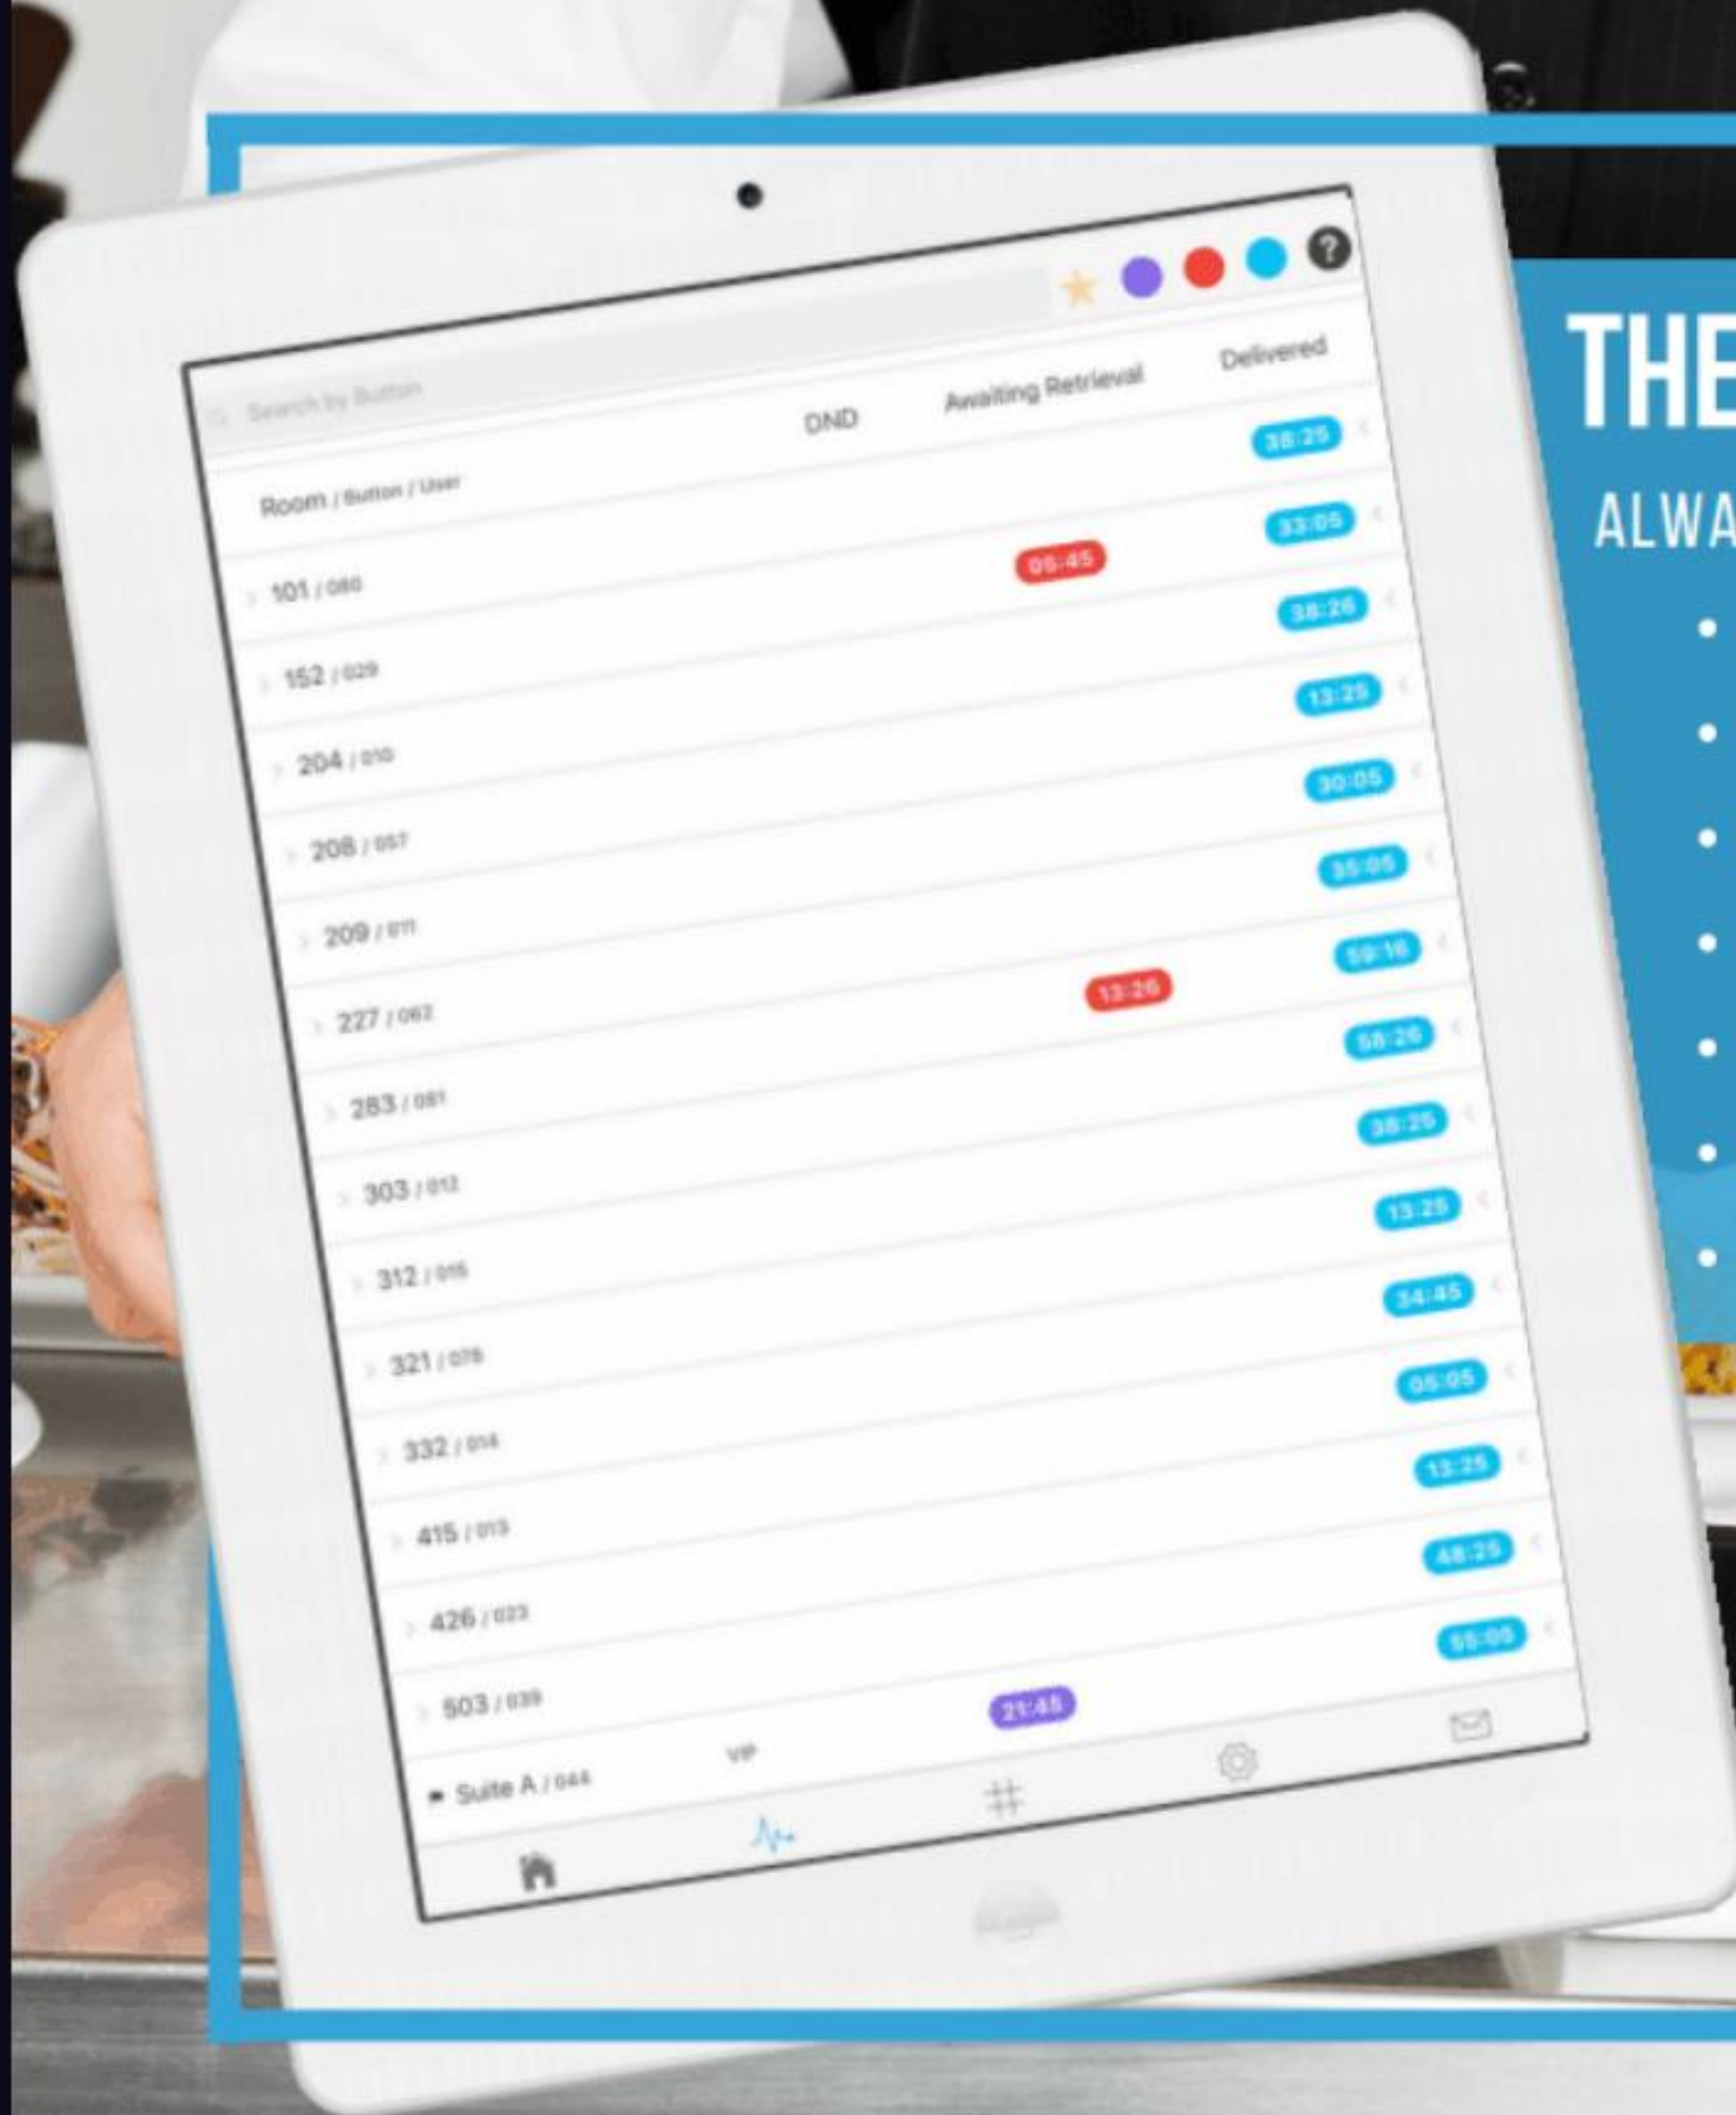 Search by Button
?
Room / Button / User DND Awaiting Retrieval Delivered
101 / 080 38:25
152 / 029 05:45 33:05
204 / 010 38:26
208 / 057 13:25
209 / 011 30:05
227 / 062 35:05
283 / 081 13:26 59:16
303 / 012 58:26
312 / 015 38:25
321 / 078 13:25
332 / 014 34:45
415 / 013 05:05
426 / 023 13:25
503 / 039 48:25
Suite A / 044 VIP 21:45 55:05
THE
ALWA